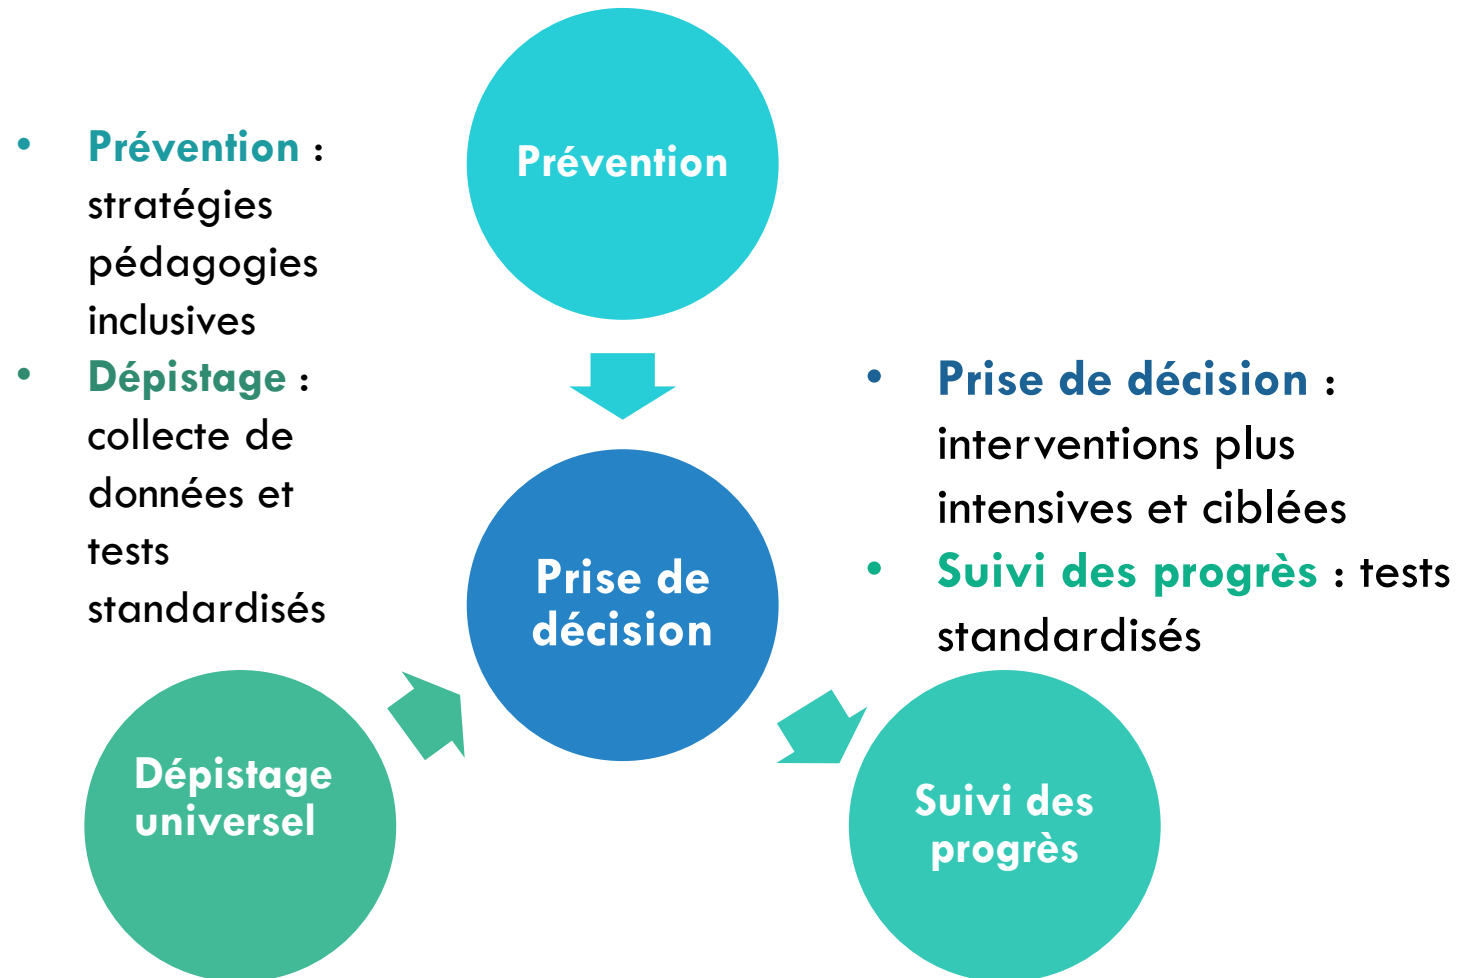 • Prévention :
stratégies
pédagogies
inclusives
• Dépistage :
collecte de
données et
tests
standardisés
Prévention
Prise de
décision
• Prise de décision :
interventions plus
intensives et ciblées
• Suivi des progrès : tests
standardisés
Dépistage
universel
Suivi des
progrès